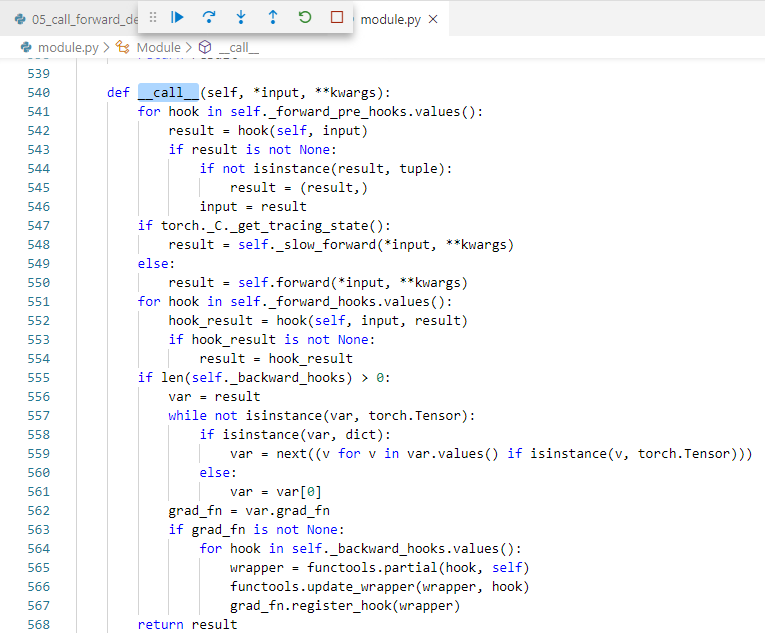 05_call_forward_de
module.py ×
module.py > Module > __call__
539
540 def __call__(self, *input, **kwargs):
541 for hook in self._forward_pre_hooks.values():
542 result = hook(self, input)
543 if result is not None:
544 if not isinstance(result, tuple):
545 result = (result,)
546 input = result
547 if torch._C._get_tracing_state():
548 result = self._slow_forward(*input, **kwargs)
549 else:
550 result = self.forward(*input, **kwargs)
551 for hook in self._forward_hooks.values():
552 hook_result = hook(self, input, result)
553 if hook_result is not None:
554 result = hook_result
555 if len(self._backward_hooks) > 0:
556 var = result
557 while not isinstance(var, torch.Tensor):
558 if isinstance(var, dict):
559 var = next((v for v in var.values() if isinstance(v, torch.Tensor)))
560 else:
561 var = var[0]
562 grad_fn = var.grad_fn
563 if grad_fn is not None:
564 for hook in self._backward_hooks.values():
565 wrapper = functools.partial(hook, self)
566 functools.update_wrapper(wrapper, hook)
567 grad_fn.register_hook(wrapper)
568 return result